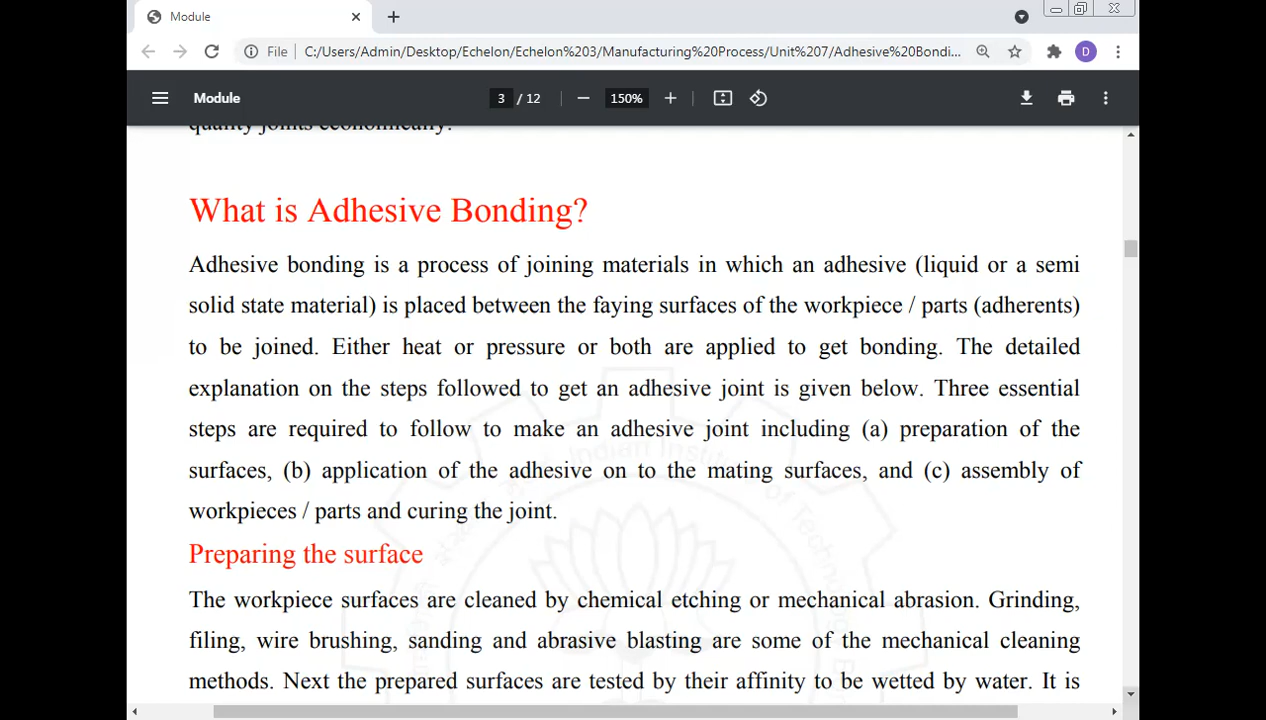 Module
File C:/Users/Admin/Desktop/Echelon/Echelon%203/Manufacturing%20Process/Unit%207/Adhesive%20Bondi... D
Module 3 / 12 150%
quality joints economically.
What is Adhesive Bonding?
Adhesive bonding is a process of joining materials in which an adhesive (liquid or a semi
solid state material) is placed between the faying surfaces of the workpiece / parts (adherents)
to be joined. Either heat or pressure or both are applied to get bonding. The detailed
explanation on the steps followed to get an adhesive joint is given below. Three essential
steps are required to follow to make an adhesive joint including (a) preparation of the
surfaces, (b) application of the adhesive on to the mating surfaces, and (c) assembly of
workpieces / parts and curing the joint.
Preparing the surface
The workpiece surfaces are cleaned by chemical etching or mechanical abrasion. Grinding,
filing, wire brushing, sanding and abrasive blasting are some of the mechanical cleaning
methods. Next the prepared surfaces are tested by their affinity to be wetted by water. It is
Indian Institute of Technology